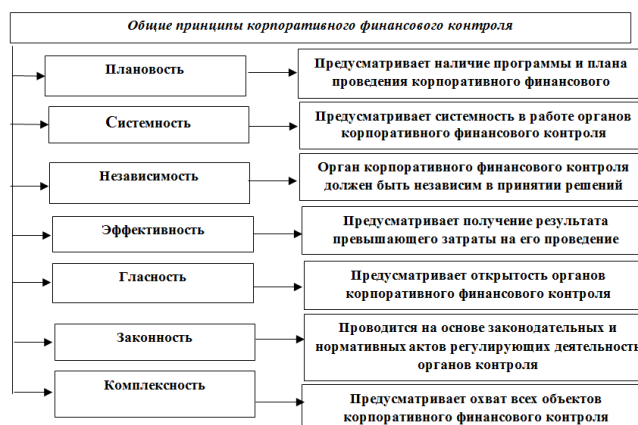 Общие принципы корпоративного финансового контроля
Плановость
Предусматривает наличие программы и плана
проведения корпоративного финансового
Системность
Предусматривает системность в работе органов
корпоративного финансового контроля
Независимость
Орган корпоративного финансового контроля
должен быть независим в принятии решений
Эффективность
Предусматривает получение результата
превышающего затраты на его проведение
Гласность
Предусматривает открытость органов
корпоративного финансового контроля
Законность
Проводится на основе законодательных и
нормативных актов регулирующих деятельность
органов контроля
Комплексность
Предусматривает охват всех объектов
корпоративного финансового контроля